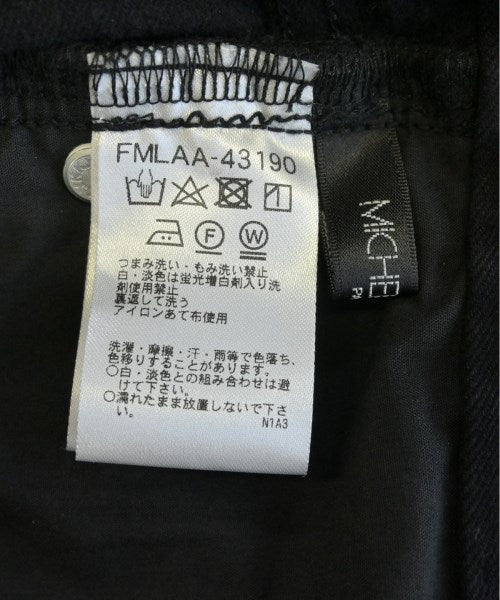 FMLAA-43190
F
W
つまみ洗い・もみ洗い禁止
白・淡色は蛍光増白剤入り洗
剤使用禁止
裏返して洗う
アイロンあて布使用
洗濯・摩擦・汗・雨等で色落ち、
色移りすることがあります。
○白・淡色との組み合わせは避
けて下さい。
○濡れたまま放置しないで下さ
い。
N1A3
MICHE